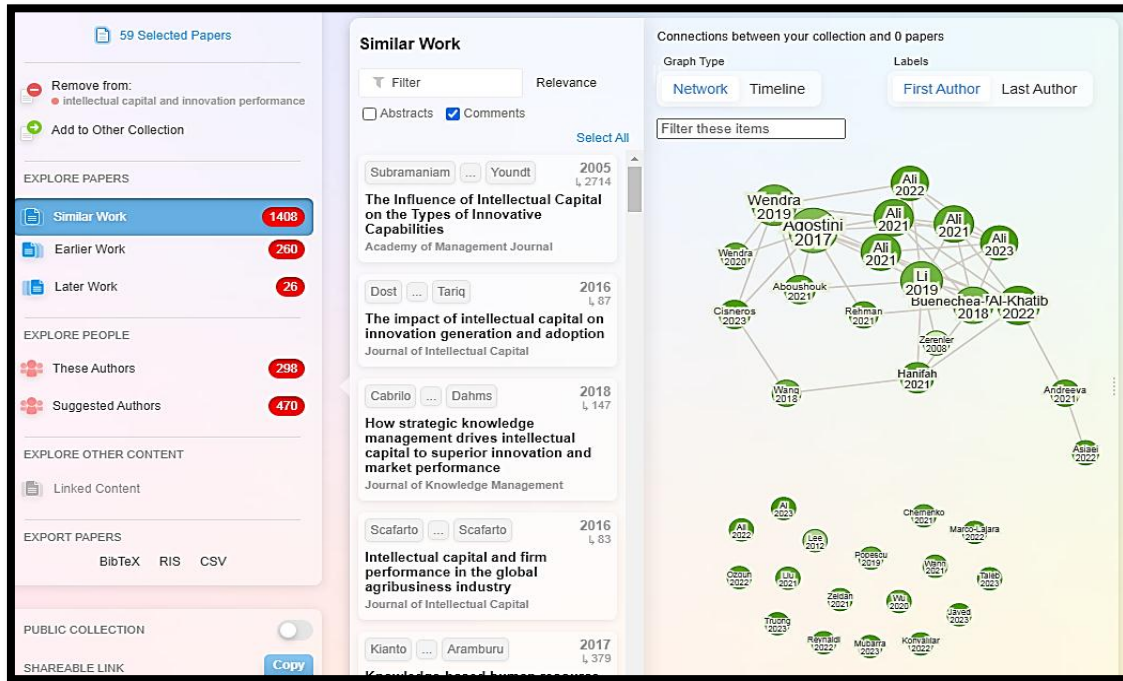 59 Selected Papers
Remove from:
intellectual capital and innovation performance
Add to Other Collection
EXPLORE PAPERS
Similar Work 1408
Earlier Work 260
Later Work 26
EXPLORE PEOPLE
These Authors 298
Suggested Authors 470
EXPLORE OTHER CONTENT
Linked Content
EXPORT PAPERS
BibTeX RIS CSV
PUBLIC COLLECTION
SHAREABLE LINK Copy
Similar Work
Filter Relevance
Abstracts Comments
Select All
Subramaniam ... Youndt 2005
2714
The Influence of Intellectual Capital
on the Types of Innovative
Capabilities
Academy of Management Journal
Dost ... Tariq 2016
87
The impact of intellectual capital on
innovation generation and adoption
Journal of Intellectual Capital
Cabrilo ... Dahms 2018
147
How strategic knowledge
management drives intellectual
capital to superior innovation and
market performance
Journal of Knowledge Management
Scafarto ... Scafarto 2016
83
Intellectual capital and firm
performance in the global
agribusiness industry
Journal of Intellectual Capital
Kianto ... Aramburu 2017
379
Knowledge-based human resource
Connections between your collection and 0 papers
Graph Type Labels
Network Timeline First Author Last Author
Filter these items
Ali
2022
Wendra
2019
Agostini
2017
Ali
2021
Ali
2021
Ali
2021
Ali
2023
Wendra
2020
Li
2019
Aboushouk
2021
Buenechea-
2018
Al-Khatib
2022
Cisneros
2023
Rehman
2021
Zerenler
2008
Hanifah
2021
Wang
2018
Andreeva
2021
Asiaei
2022
Al
2023
Ali
2022
Lee
2012
Chernenko
2021
Marco-Lajara
2022
Popescu
2019
Wang
2021
Ozgun
2022
Liu
2021
Taleb
2023
Zeidan
2021
Wu
2020
Javed
2023
Truong
2023
Reynaldi
2022
Mubarra
2023
2022